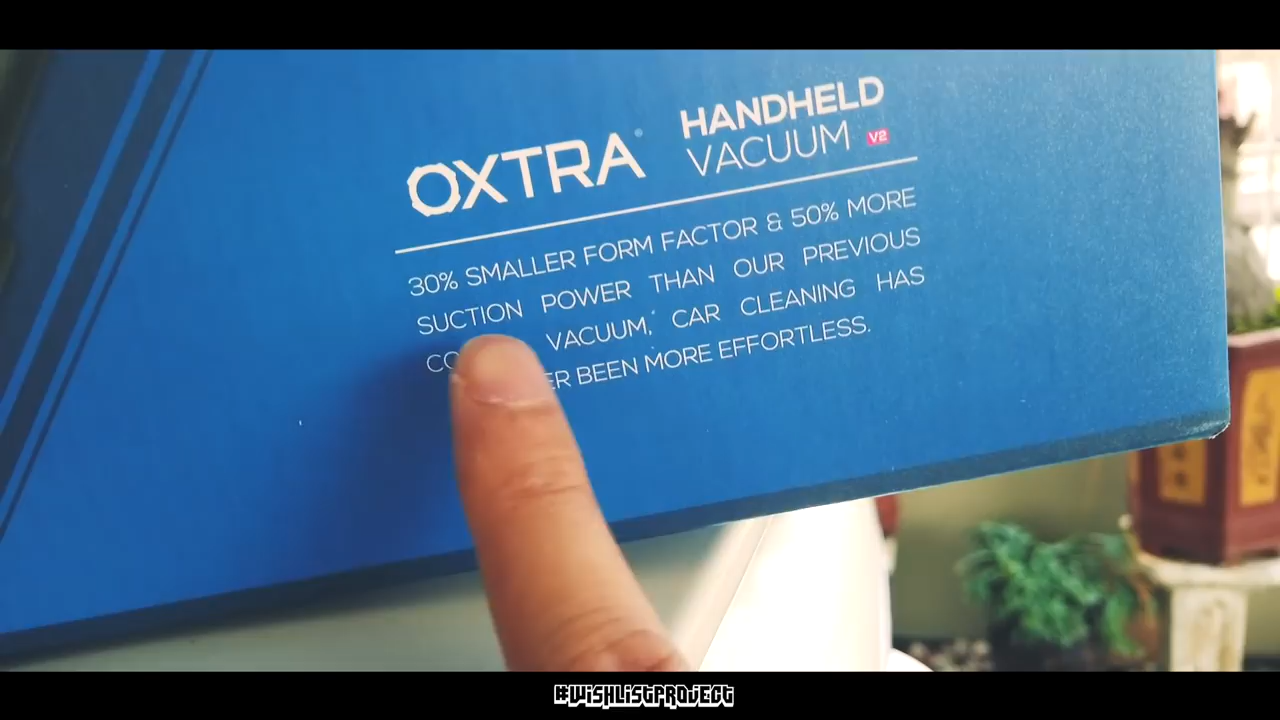 OXTRA
HANDHELD
VACUUM V2
30% SMALLER FORM FACTOR & 50% MORE
SUCTION POWER THAN OUR PREVIOUS
VACUUM, CAR CLEANING HAS
BEEN MORE EFFORTLESS.
#WISHLISTPROJECT